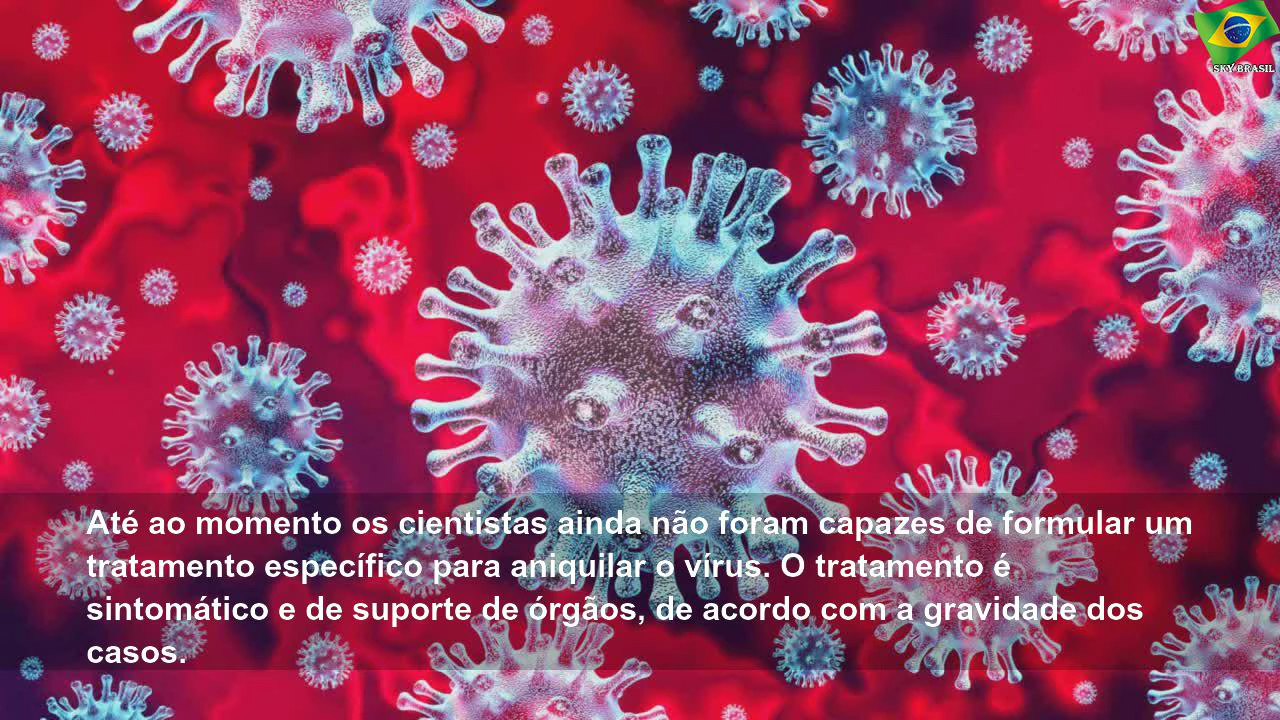 SKY BRASIL
Até ao momento os cientistas ainda não foram capazes de formular um
tratamento específico para aniquilar o vírus. O tratamento é
sintomático e de suporte de órgãos, de acordo com a gravidade dos
casos.